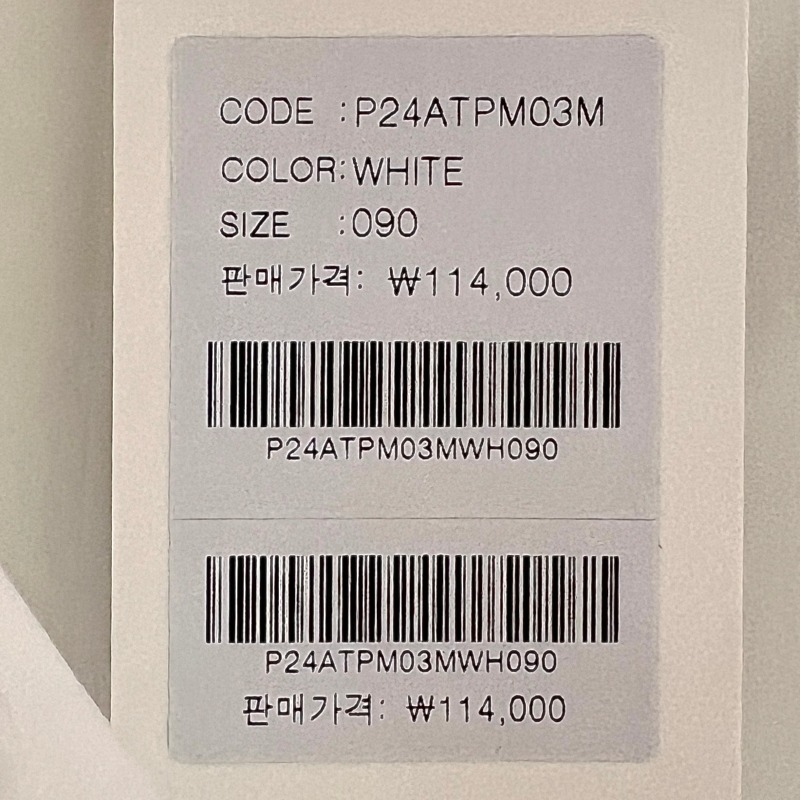 CODE :P24ATPM03M
COLOR:WHITE
SIZE :090
판매가격: ₩114,000
P24ATPM03MWH090
P24ATPM03MWH090
판매가격: ₩114,000